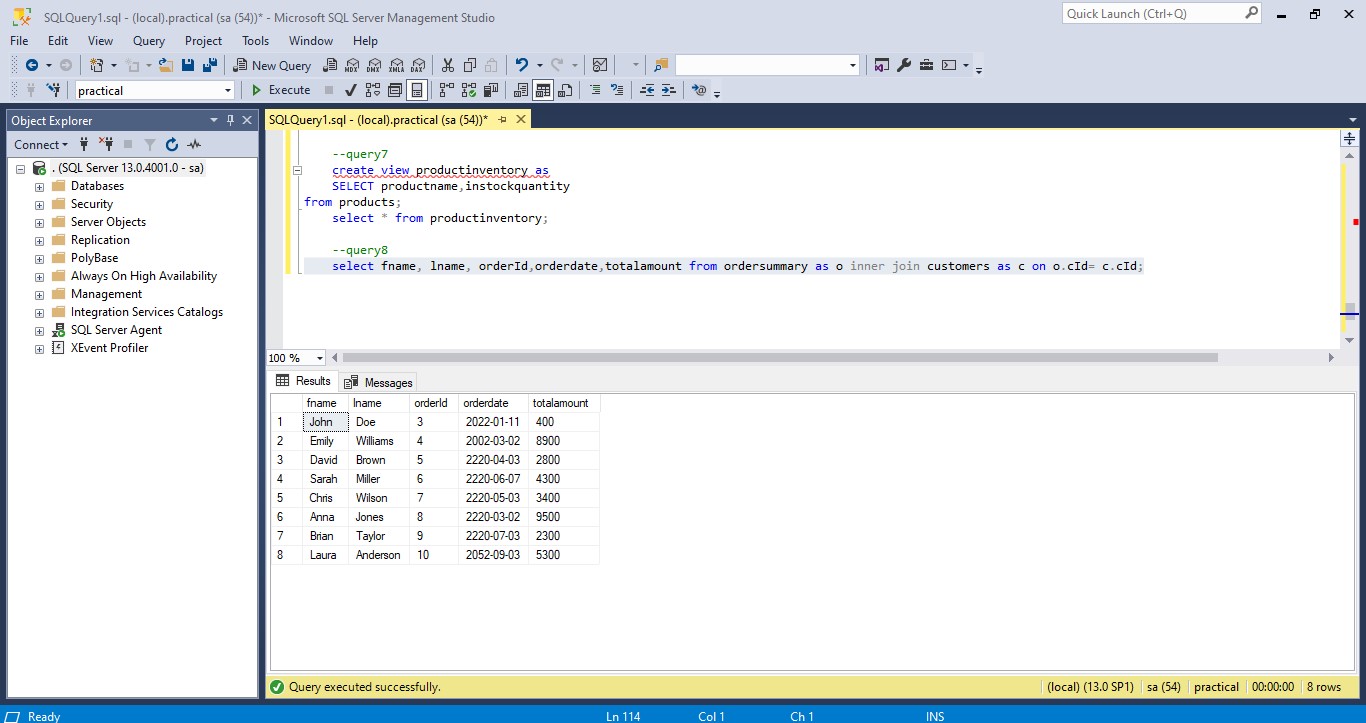 SQLQuery1.sql - (local).practical (sa (54))* - Microsoft SQL Server Management Studio
Quick Launch (Ctrl+Q)
File Edit View Query Project Tools Window Help
New Query MDX DMX XMLA DAX
practical Execute
Object Explorer
Connect
. (SQL Server 13.0.4001.0 - sa)
Databases
Security
Server Objects
Replication
PolyBase
Always On High Availability
Management
Integration Services Catalogs
SQL Server Agent
XEvent Profiler
SQLQuery1.sql - (local).practical (sa (54))*
--query7
create view productinventory as
SELECT productname,instockquantity
from products;
select * from productinventory;
--query8
select fname, lname, orderId,orderdate,totalamount from ordersummary as o inner join customers as c on o.cId= c.cId;
100 %
Results Messages
fname lname orderId orderdate totalamount
1 John Doe 3 2022-01-11 400
2 Emily Williams 4 2002-03-02 8900
3 David Brown 5 2220-04-03 2800
4 Sarah Miller 6 2220-06-07 4300
5 Chris Wilson 7 2220-05-03 3400
6 Anna Jones 8 2220-03-02 9500
7 Brian Taylor 9 2220-07-03 2300
8 Laura Anderson 10 2052-09-03 5300
Query executed successfully. (local) (13.0 SP1) sa (54) practical 00:00:00 8 rows
Ready Ln 114 Col 1 Ch 1 INS